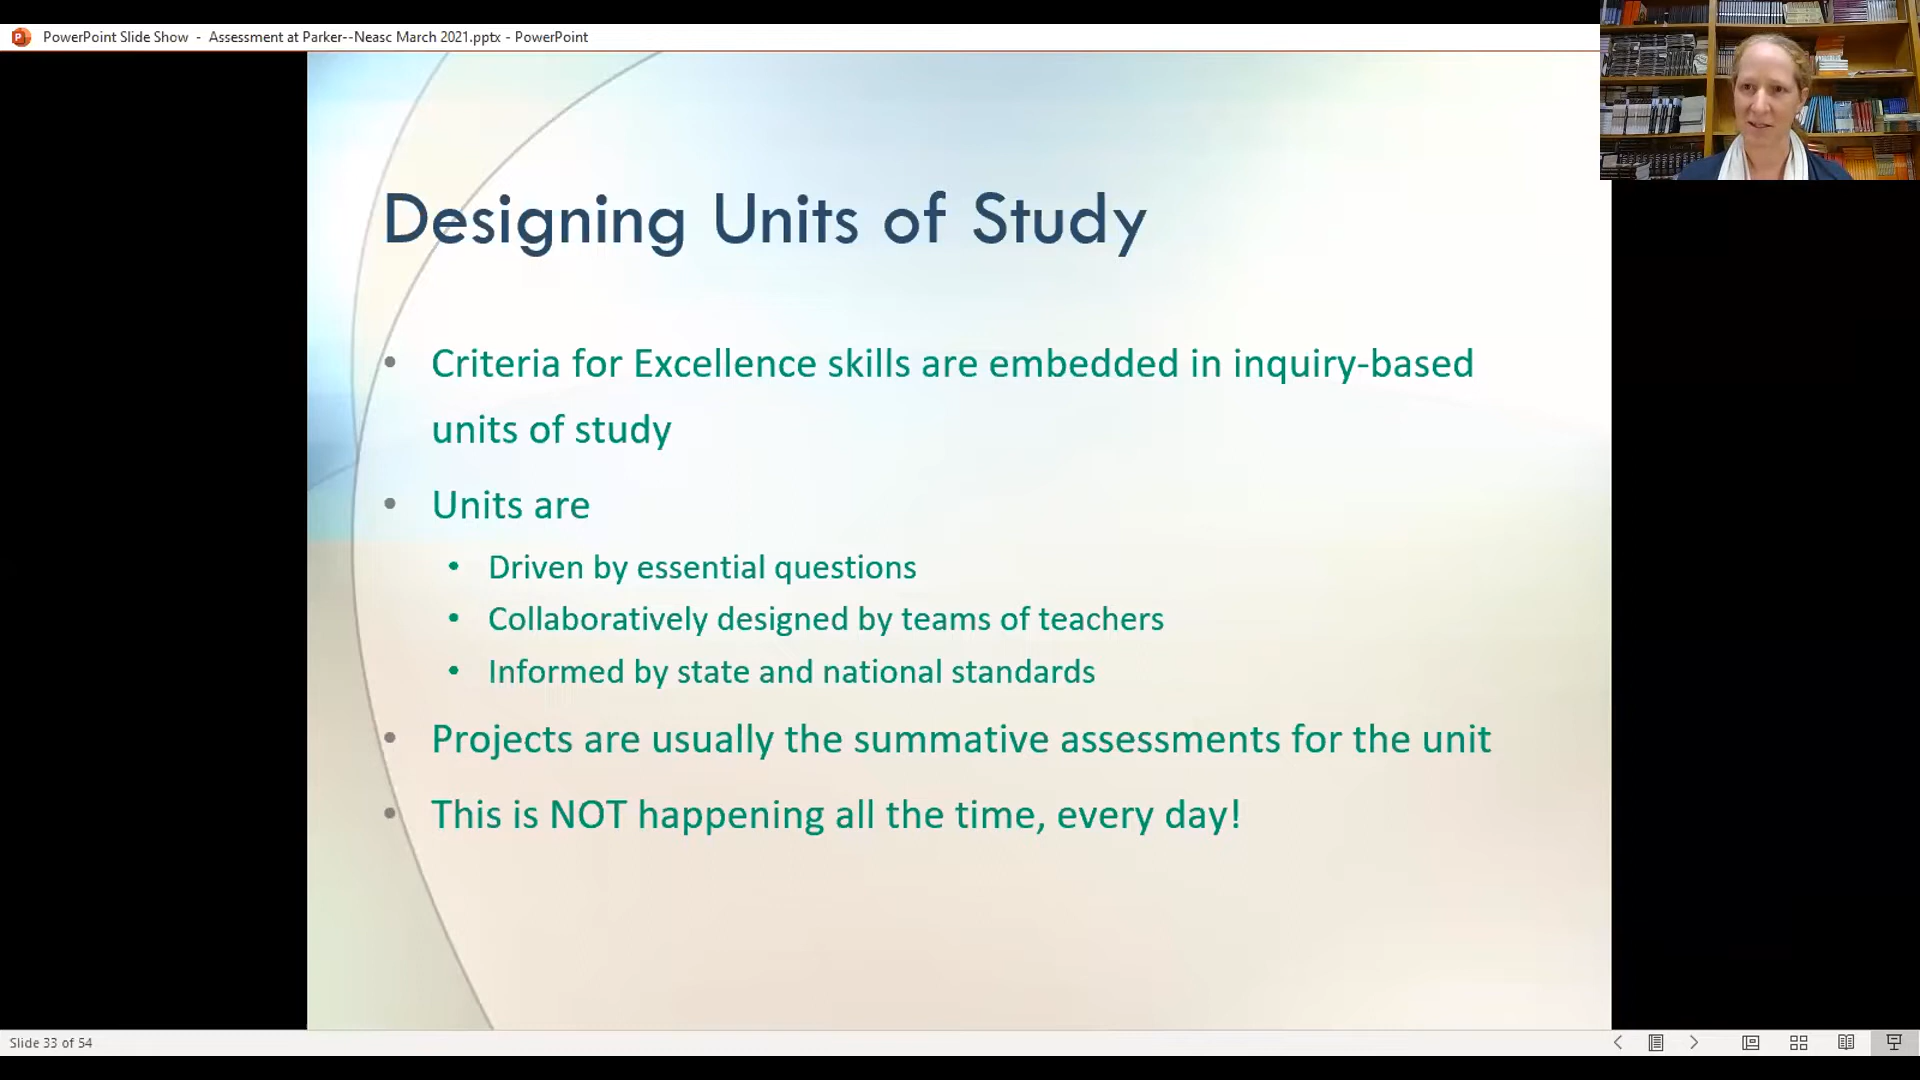 PowerPoint Slide Show - Assessment at Parker--Neasc March 2021.pptx - PowerPoint
Designing Units of Study
• Criteria for Excellence skills are embedded in inquiry-based
units of study
• Units are
• Driven by essential questions
• Collaboratively designed by teams of teachers
• Informed by state and national standards
• Projects are usually the summative assessments for the unit
• This is NOT happening all the time, every day!
Slide 33 of 54